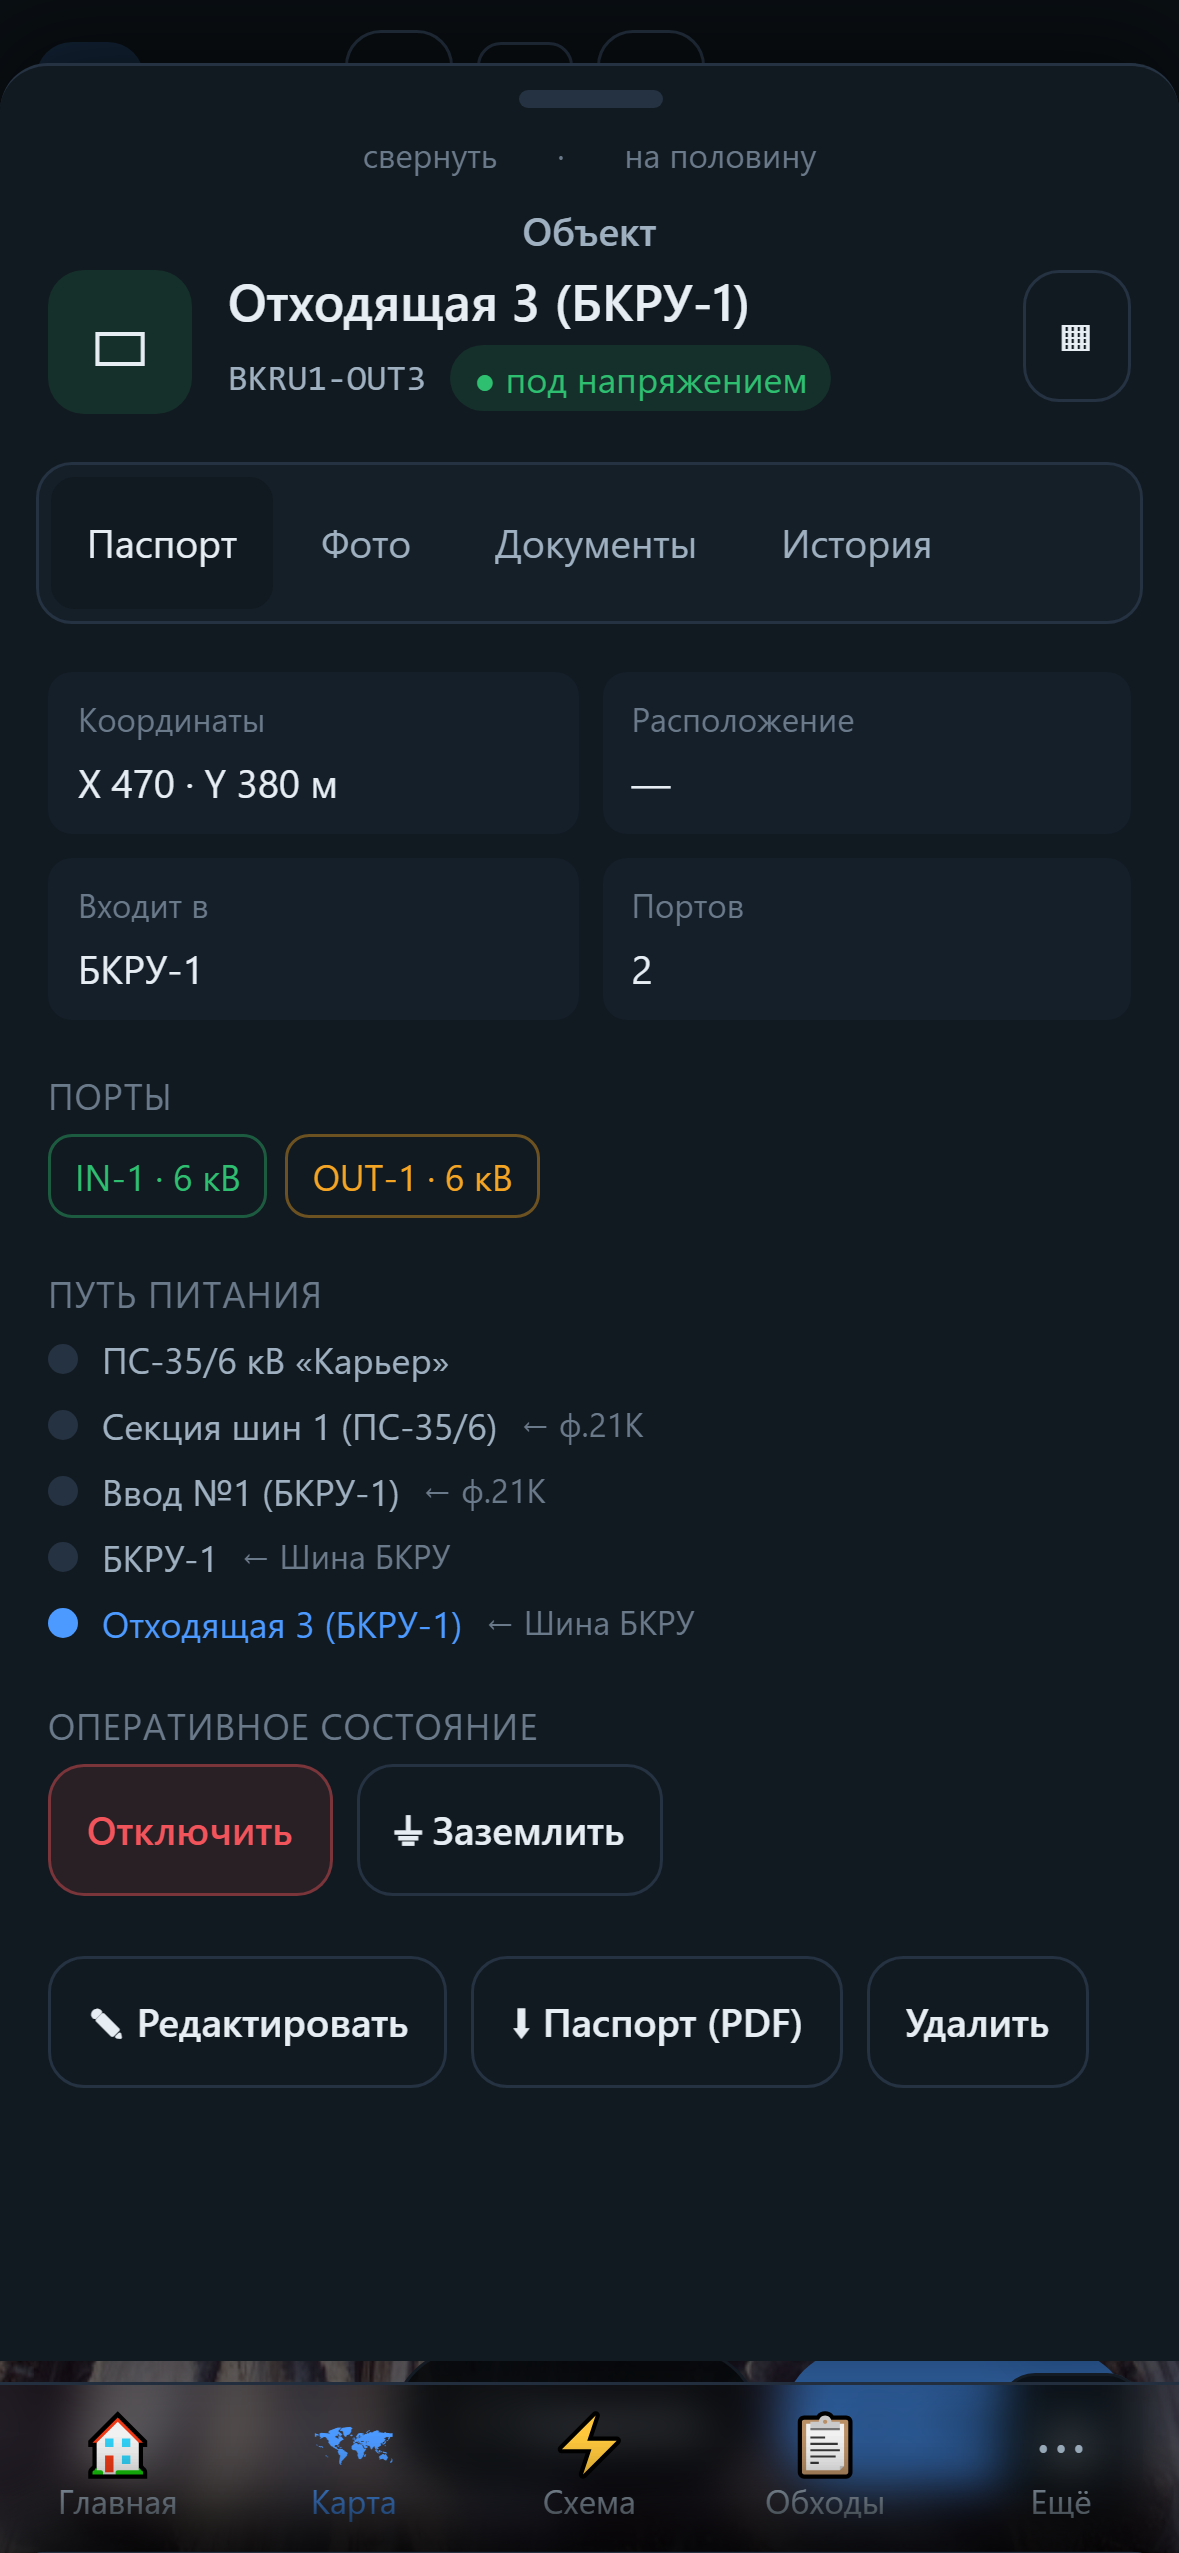 свернуть · на половину
Объект
Отходящая 3 (БКРУ-1)
BKRU1-OUT3 ● под напряжением
Паспорт Фото Документы История
Координаты Расположение
X 470 · Y 380 м —
Входит в Портов
БКРУ-1 2
ПОРТЫ
IN-1 · 6 кВ OUT-1 · 6 кВ
ПУТЬ ПИТАНИЯ
ПС-35/6 кВ «Карьер»
Секция шин 1 (ПС-35/6) ← ф.21К
Ввод №1 (БКРУ-1) ← ф.21К
БКРУ-1 ← Шина БКРУ
Отходящая 3 (БКРУ-1) ← Шина БКРУ
ОПЕРАТИВНОЕ СОСТОЯНИЕ
Отключить ⏚ Заземлить
✎ Редактировать ⬇ Паспорт (PDF) Удалить
Главная Карта Схема Обходы Ещё